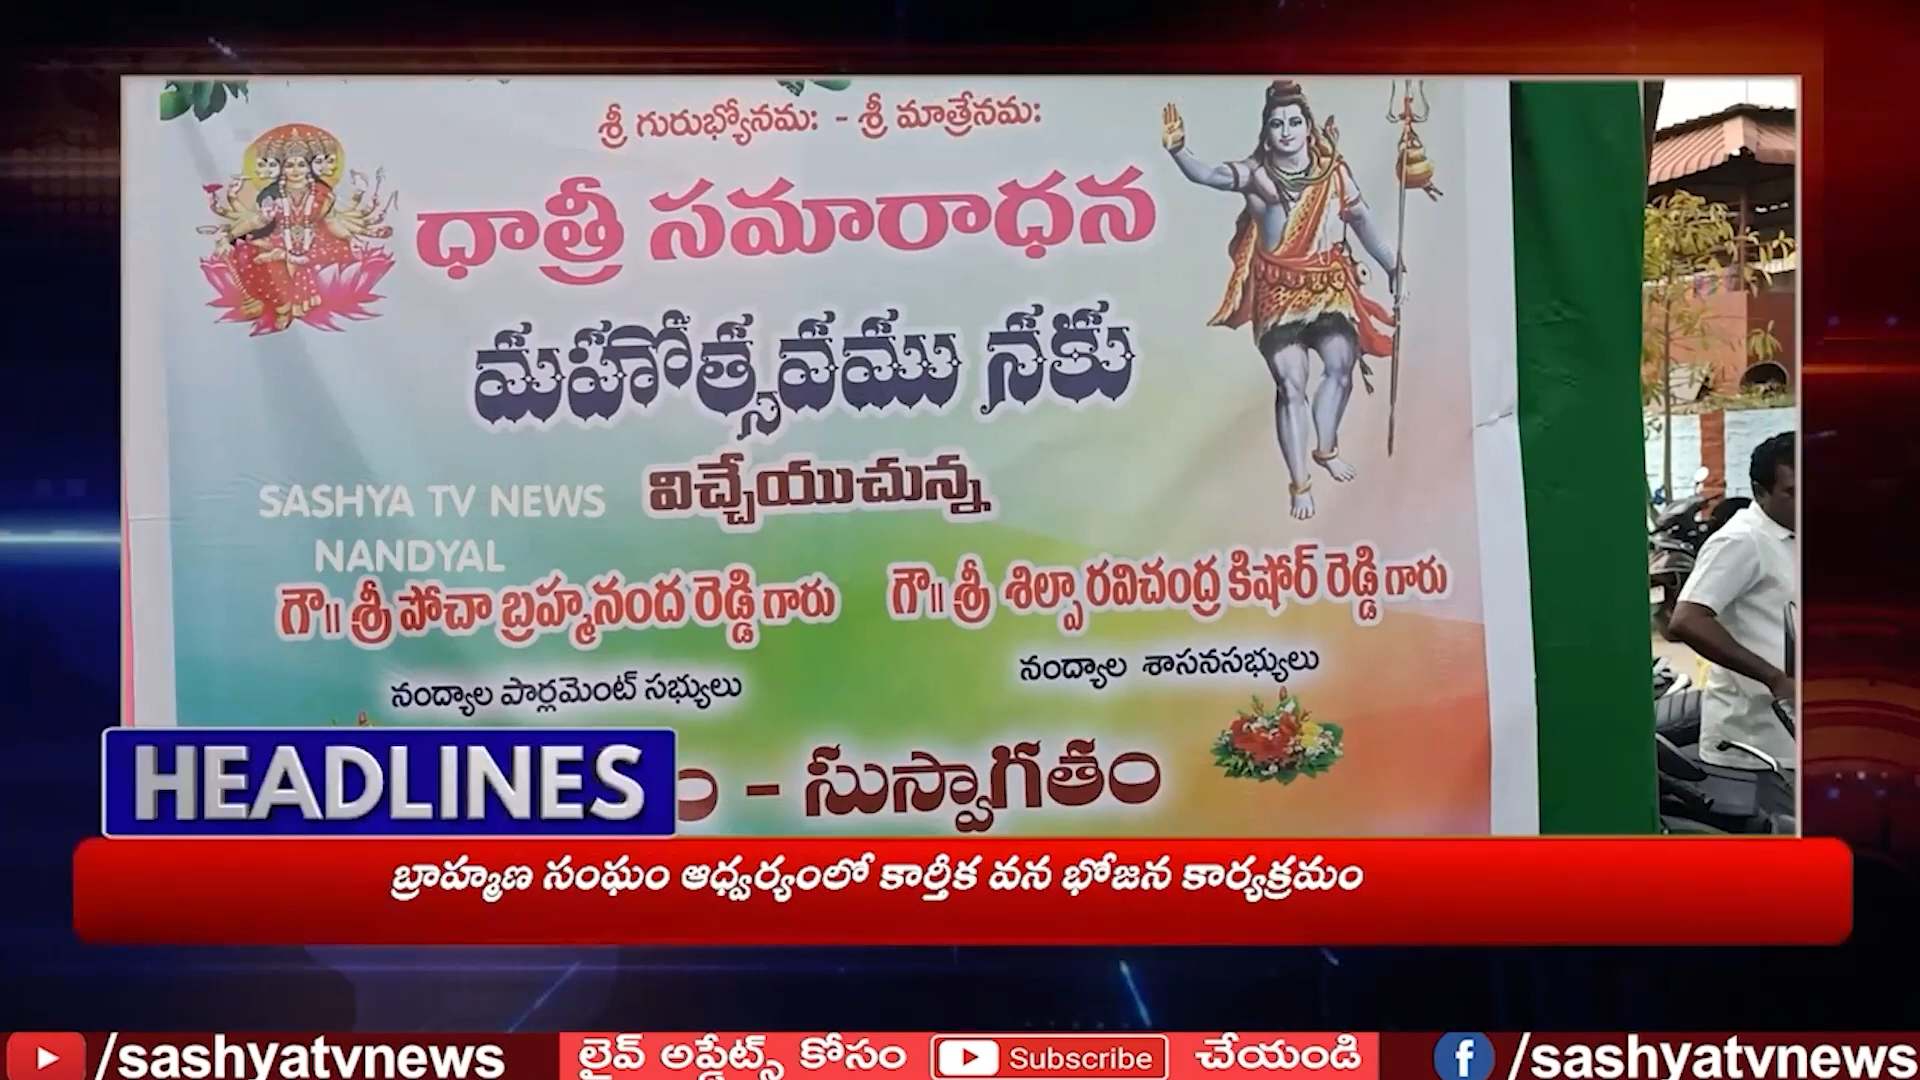 శ్రీ గురుభ్యోనమః - శ్రీ మాత్రేనమః
ధాత్రీ సమారాధన
మహోత్సవము నకు
విచ్చేయుచున్న
SASHYA TV NEWS
NANDYAL
గౌ॥ శ్రీ పోచా బ్రహ్మనంద రెడ్డి గారు
గౌ॥ శ్రీ శిల్పా రవిచంద్ర కిషోర్ రెడ్డి గారు
నంద్యాల పార్లమెంట్ సభ్యులు
నంద్యాల శాసనసభ్యులు
- సుస్వాగతం
HEADLINES
బ్రాహ్మణ సంఘం ఆధ్వర్యంలో కార్తీక వన భోజన కార్యక్రమం
/sashyatvnews
లైవ్ అప్డేట్స్ కోసం Subscribe చేయండి
/sashyatvnews